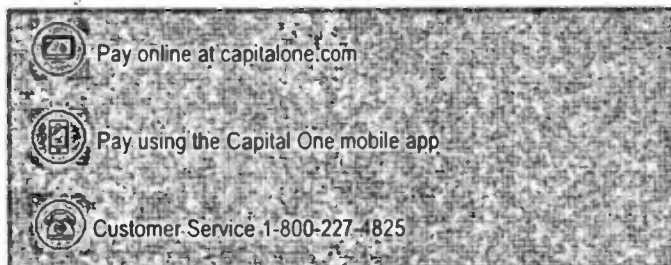 Pay online at capitalone.com
Pay using the Capital One mobile app
Customer Service 1-800-227-4825